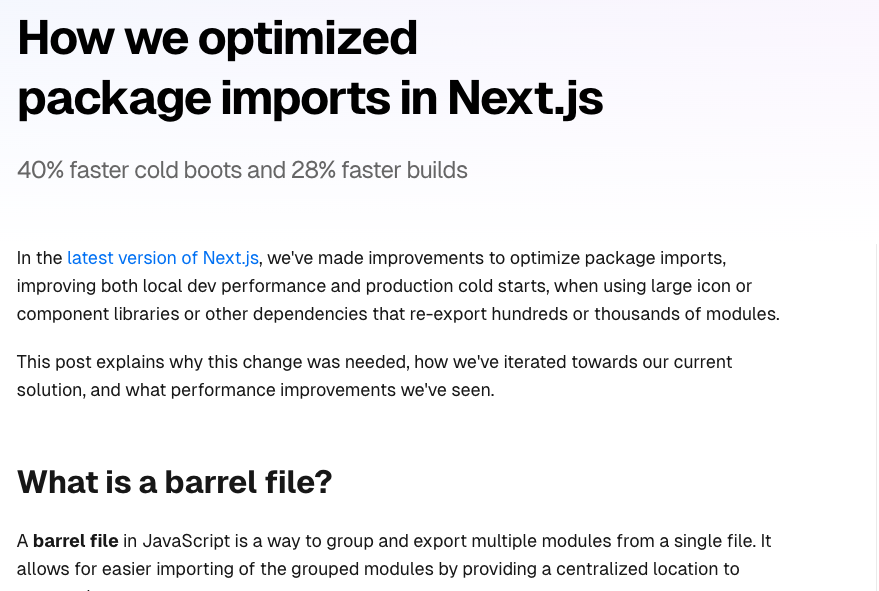 How we optimized
package imports in Next.js
40% faster cold boots and 28% faster builds
In the latest version of Next.js, we've made improvements to optimize package imports,
improving both local dev performance and production cold starts, when using large icon or
component libraries or other dependencies that re-export hundreds or thousands of modules.
This post explains why this change was needed, how we've iterated towards our current
solution, and what performance improvements we've seen.
What is a barrel file?
A barrel file in JavaScript is a way to group and export multiple modules from a single file. It
allows for easier importing of the grouped modules by providing a centralized location to